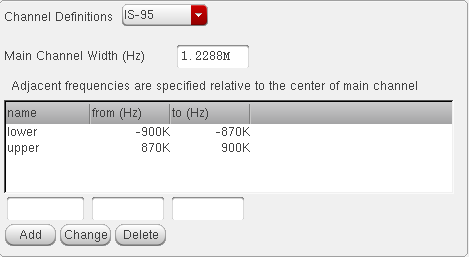 Channel Definitions IS-95
Main Channel Width (Hz) 1.2288M
Adjacent frequencies are specified relative to the center of main channel
name from (Hz) to (Hz)
lower -900K -870K
upper 870K 900K
Add Change Delete